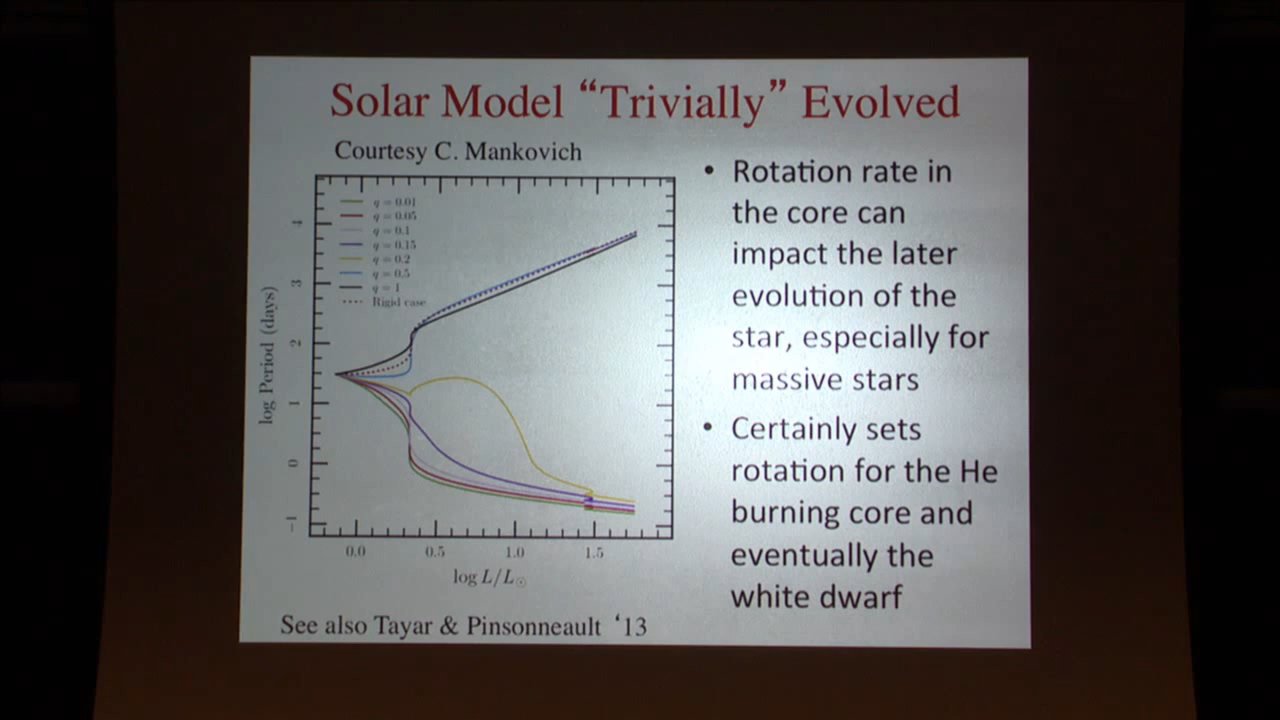 Solar Model “Trivially” Evolved
Courtesy C. Mankovich
q = 0.01
q = 0.05
q = 0.1
q = 0.15
q = 0.2
q = 0.5
q = 1
Rigid case
4
3
2
1
0
−1
log Period (days)
0.0 0.5 1.0 1.5
log L/L☉
See also Tayar & Pinsonneault ‘13
• Rotation rate in
the core can
impact the later
evolution of the
star, especially for
massive stars
• Certainly sets
rotation for the He
burning core and
eventually the
white dwarf